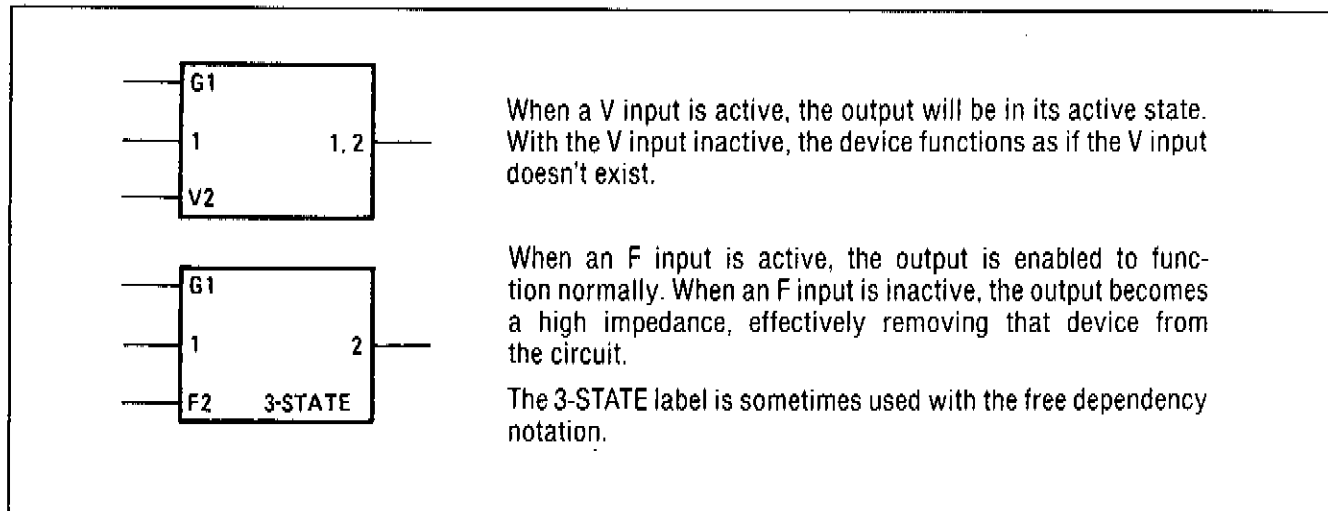 G1
1
1, 2
V2
When a V input is active, the output will be in its active state.
With the V input inactive, the device functions as if the V input
doesn't exist.
G1
1
2
F2
3-STATE
When an F input is active, the output is enabled to func-
tion normally. When an F input is inactive, the output becomes
a high impedance, effectively removing that device from
the circuit.
The 3-STATE label is sometimes used with the free dependency
notation.